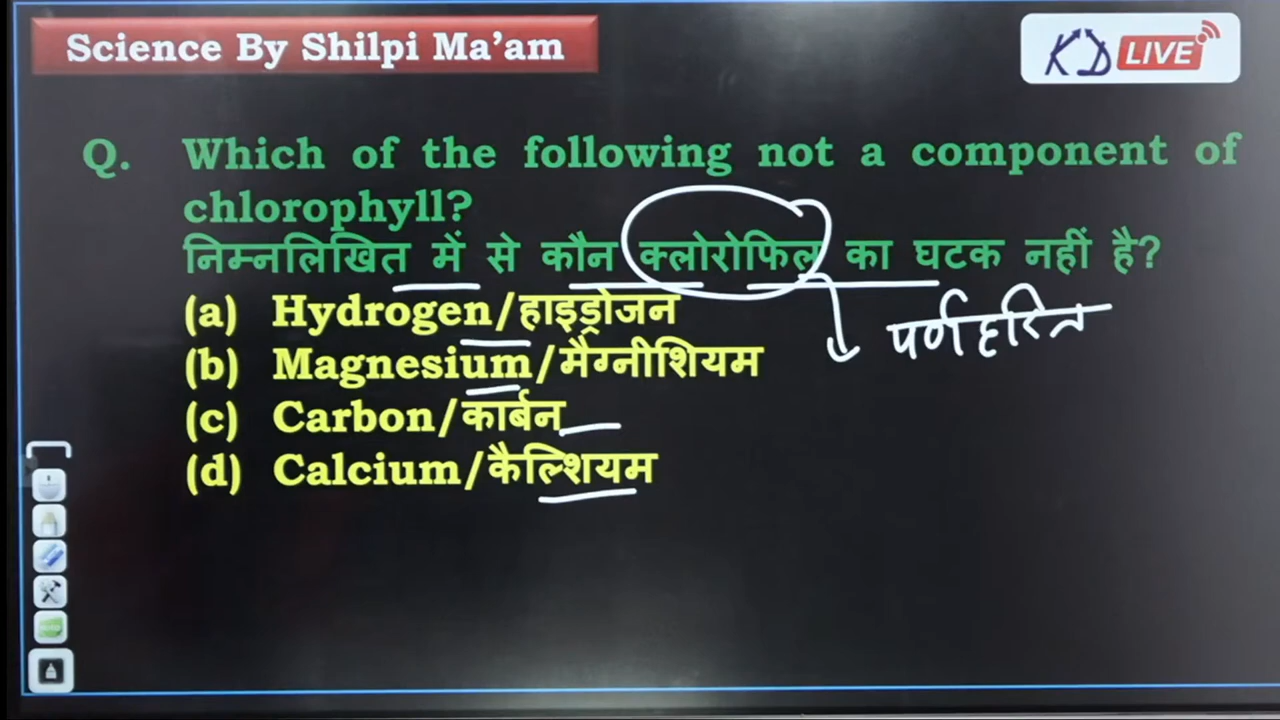 Science By Shilpi Ma'am
KD LIVE
Q. Which of the following not a component of
chlorophyll?
निम्नलिखित में से कौन क्लोरोफिल का घटक नहीं है?
(a) Hydrogen/हाइड्रोजन
पर्णहरित
(b) Magnesium/मैग्नीशियम
(c) Carbon/कार्बन
(d) Calcium/कैल्शियम